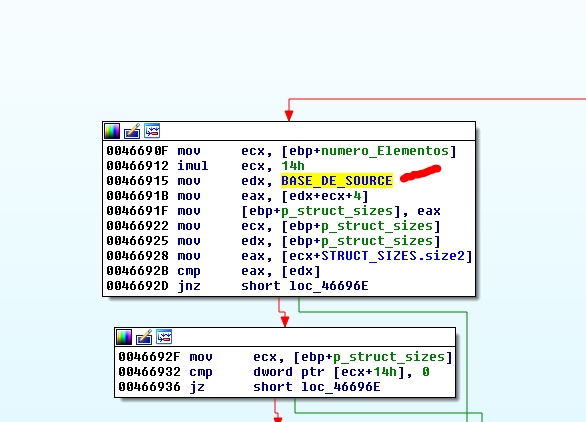 0046690F mov ecx, [ebp+numero_Elementos]
00466912 imul ecx, 14h
00466915 mov edx, BASE_DE_SOURCE
0046691B mov eax, [edx+ecx+4]
0046691F mov [ebp+p_struct_sizes], eax
00466922 mov ecx, [ebp+p_struct_sizes]
00466925 mov edx, [ebp+p_struct_sizes]
00466928 mov eax, [ecx+STRUCT_SIZES.size2]
0046692B cmp eax, [edx]
0046692D jnz short loc_46696E
0046692F mov ecx, [ebp+p_struct_sizes]
00466932 cmp dword ptr [ecx+14h], 0
00466936 jz short loc_46696E